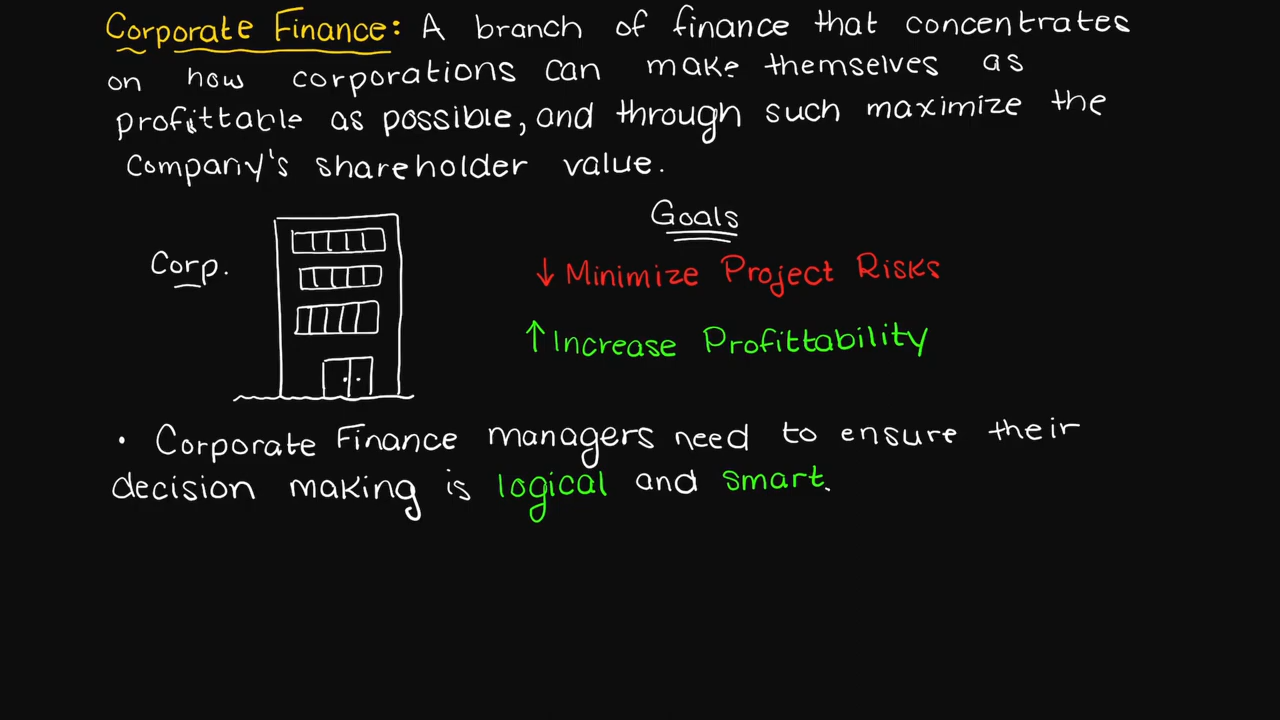 Corporate Finance: A branch of finance that concentrates
on how corporations can make themselves as
profittable as possible, and through such maximize the
Company's shareholder value.
Goals
Corp.
↓ Minimize Project Risks
↑ Increase Profittability
• Corporate Finance managers need to ensure their
decision making is logical and smart.